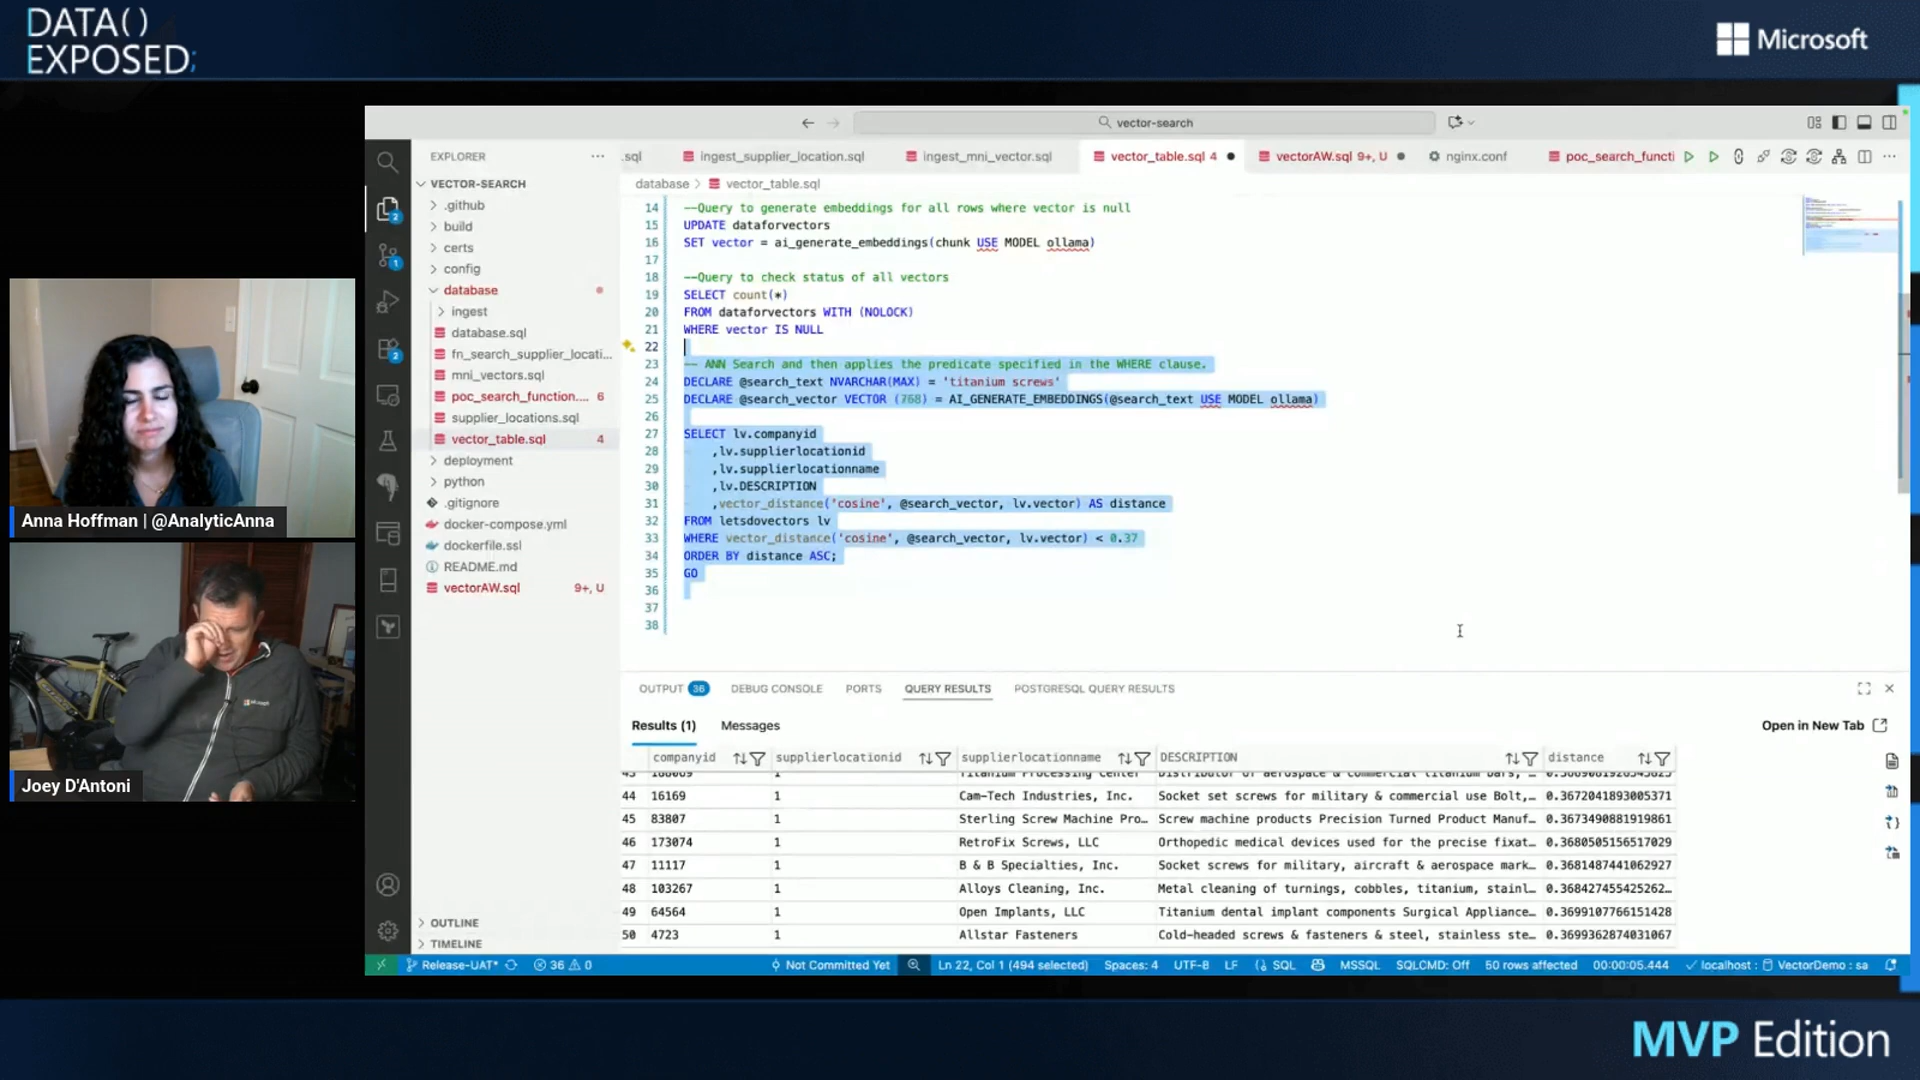 DATA()
EXPOSED;
Microsoft
vector-search
EXPLORER
.sql
ingest_supplier_location.sql
ingest_mni_vector.sql
vector_table.sql 4
vectorAW.sql 9+, U
nginx.conf
poc_search_functi
VECTOR-SEARCH
database > vector_table.sql
.github
build
certs
config
database
ingest
database.sql
fn_search_supplier_locati...
mni_vectors.sql
poc_search_function.... 6
supplier_locations.sql
vector_table.sql 4
deployment
python
.gitignore
docker-compose.yml
dockerfile.ssl
README.md
vectorAW.sql 9+, U
OUTLINE
TIMELINE
2
1
2
14 --Query to generate embeddings for all rows where vector is null
15 UPDATE dataforvectors
16 SET vector = ai_generate_embeddings(chunk USE MODEL ollama)
17
18 --Query to check status of all vectors
19 SELECT count(*)
20 FROM dataforvectors WITH (NOLOCK)
21 WHERE vector IS NULL
22
23 -- ANN Search and then applies the predicate specified in the WHERE clause.
24 DECLARE @search_text NVARCHAR(MAX) = 'titanium screws'
25 DECLARE @search_vector VECTOR (768) = AI_GENERATE_EMBEDDINGS(@search_text USE MODEL ollama)
26
27 SELECT lv.companyid
28 ,lv.supplierlocationid
29 ,lv.supplierlocationname
30 ,lv.DESCRIPTION
31 ,vector_distance('cosine', @search_vector, lv.vector) AS distance
32 FROM letsdovectors lv
33 WHERE vector_distance('cosine', @search_vector, lv.vector) < 0.37
34 ORDER BY distance ASC;
35 GO
36
37
38
OUTPUT 36 DEBUG CONSOLE PORTS QUERY RESULTS POSTGRESQL QUERY RESULTS
Results (1) Messages
Open in New Tab
companyid supplierlocationid supplierlocationname DESCRIPTION distance
44 16169 1 Cam-Tech Industries, Inc. Socket set screws for military & commercial use Bolt,… 0.3672041893005371
45 83807 1 Sterling Screw Machine Pro… Screw machine products Precision Turned Product Manuf… 0.3673490881919861
46 173074 1 RetroFix Screws, LLC Orthopedic medical devices used for the precise fixat… 0.3680505156517029
47 11117 1 B & B Specialties, Inc. Socket screws for military, aircraft & aerospace mark… 0.3681487441062927
48 103267 1 Alloys Cleaning, Inc. Metal cleaning of turnings, cobbles, titanium, stainl… 0.368427455425262…
49 64564 1 Open Implants, LLC Titanium dental implant components Surgical Appliance… 0.3699107766151428
50 4723 1 Allstar Fasteners Cold-headed screws & fasteners & steel, stainless ste… 0.3699362874031067
Release-UAT* 36 0 Not Committed Yet Ln 22, Col 1 (494 selected) Spaces: 4 UTF-8 LF SQL MSSQL SQLCMD: Off 50 rows affected 00:00:05.444 localhost : VectorDemo : sa
Anna Hoffman | @AnalyticAnna
Joey D'Antoni
MVP Edition